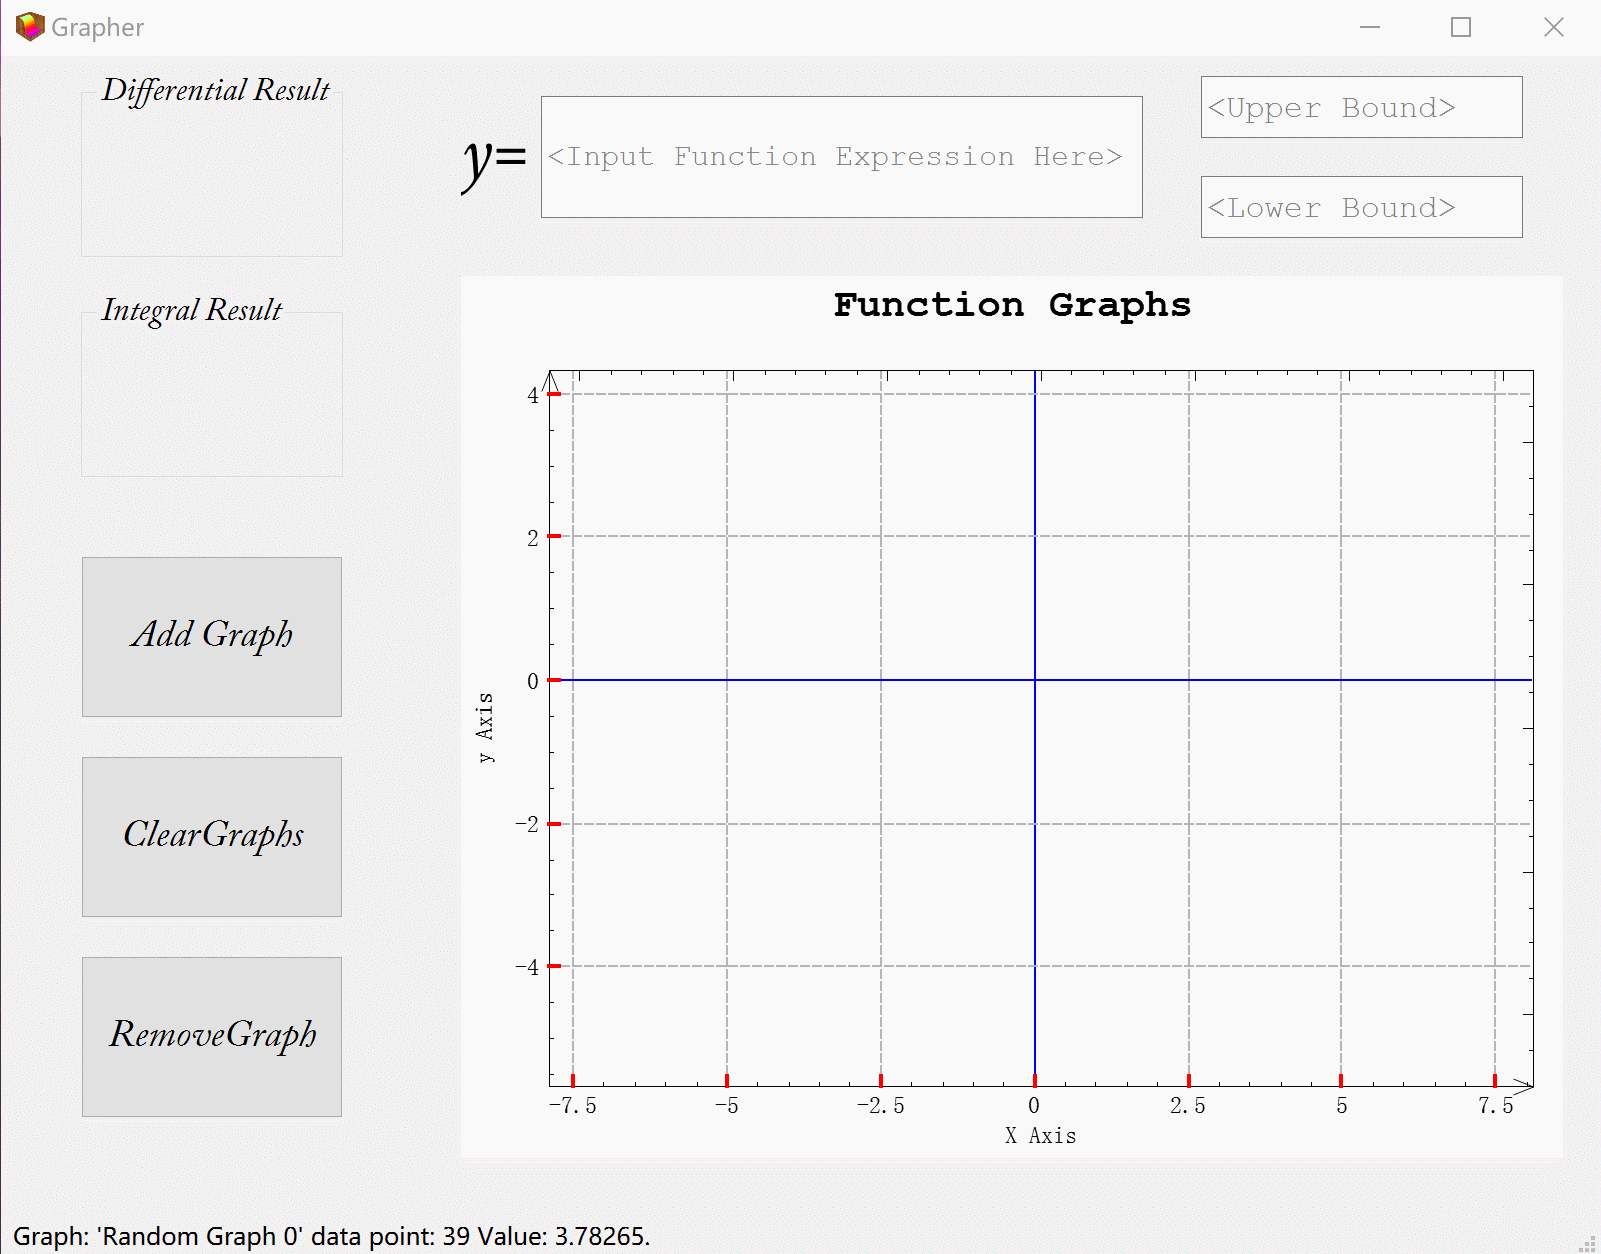 Grapher
Differential Result
y=
<Input Function Expression Here>
<Upper Bound>
<Lower Bound>
Integral Result
Add Graph
ClearGraphs
RemoveGraph
Function Graphs
4
2
0
-2
-4
y Axis
-7.5 -5 -2.5 0 2.5 5 7.5
X Axis
Graph: 'Random Graph 0' data point: 39 Value: 3.78265.